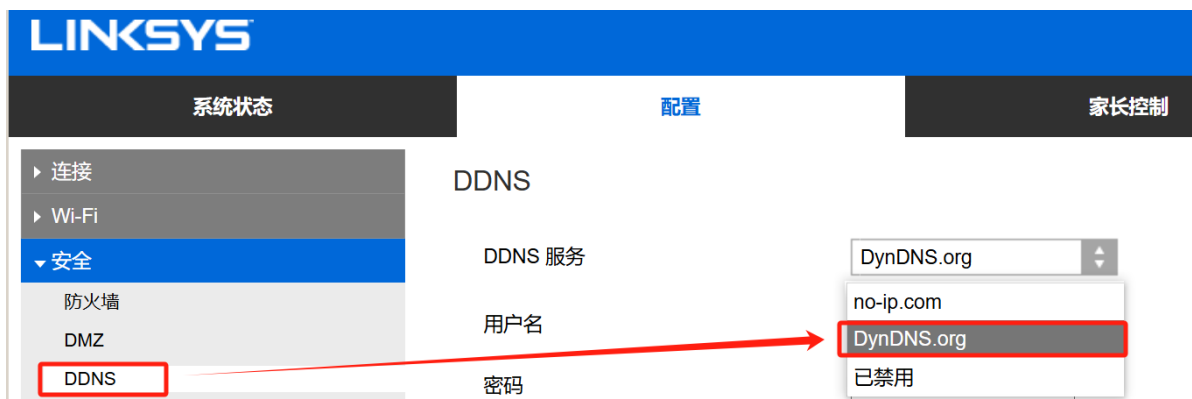 LINKSYS
系统状态 配置 家长控制
连接
Wi-Fi
安全
防火墙
DMZ
DDNS
DDNS
DDNS 服务 DynDNS.org
no-ip.com
用户名
DynDNS.org
密码
已禁用